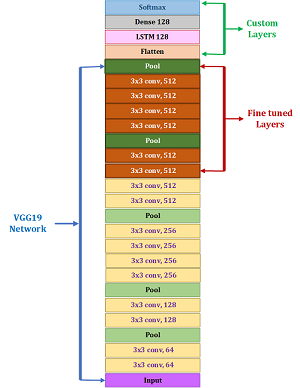 Softmax
Dense 128
LSTM 128
Flatten
Pool
3x3 conv, 512
3x3 conv, 512
3x3 conv, 512
3x3 conv, 512
Pool
3x3 conv, 512
3x3 conv, 512
3x3 conv, 512
3x3 conv, 512
Pool
3x3 conv, 256
3x3 conv, 256
3x3 conv, 256
3x3 conv, 256
Pool
3x3 conv, 128
3x3 conv, 128
Pool
3x3 conv, 64
3x3 conv, 64
Input
Custom
Layers
Fine tuned
Layers
VGG19
Network